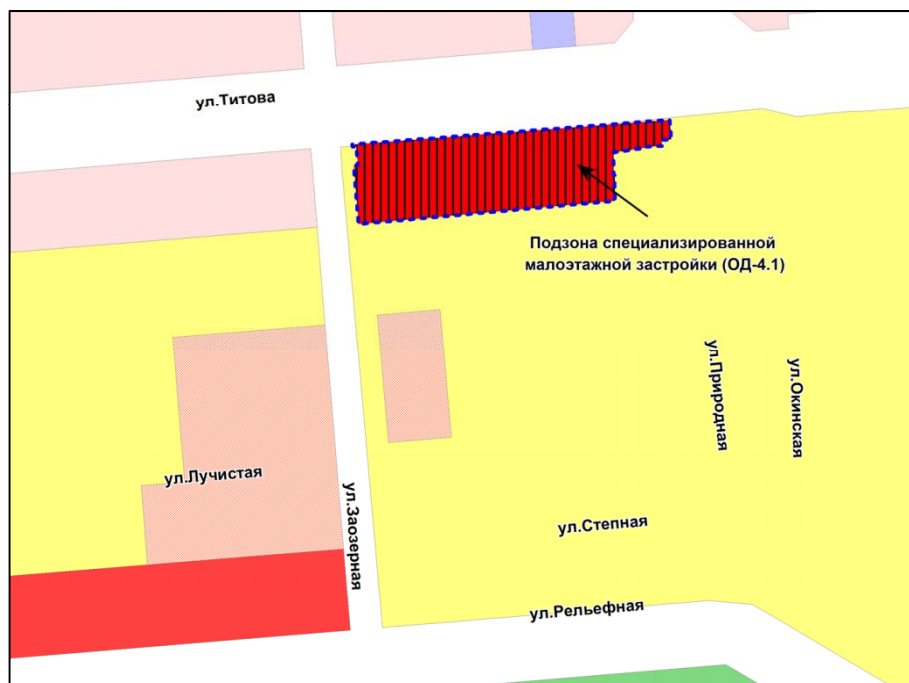 ул.Титова
Подзона специализированной
малоэтажной застройки (ОД-4.1)
ул.Природная
ул.Окинская
ул.Лучистая
ул.Заозерная
ул.Степная
ул.Рельефная